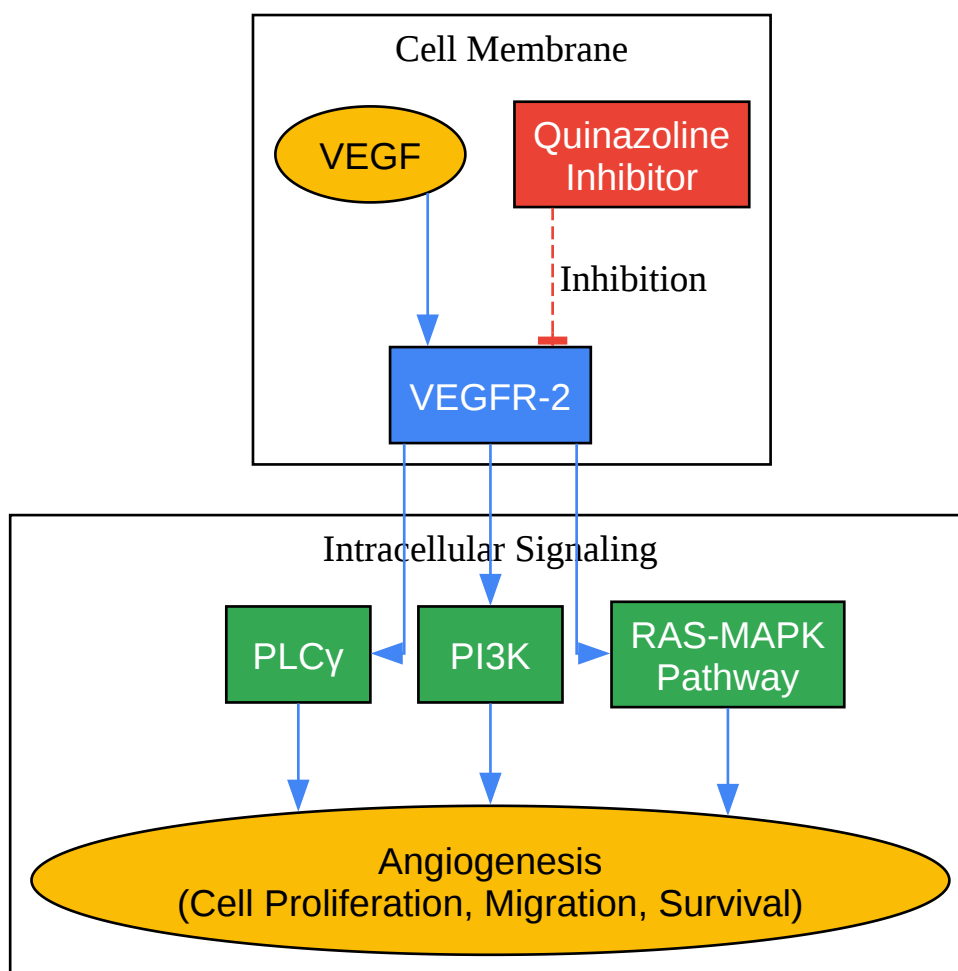 Cell Membrane
VEGF
Quinazoline
Inhibitor
Inhibition
VEGFR-2
Intracellular Signaling
PLCγ
PI3K
RAS-MAPK
Pathway
Angiogenesis
(Cell Proliferation, Migration, Survival)